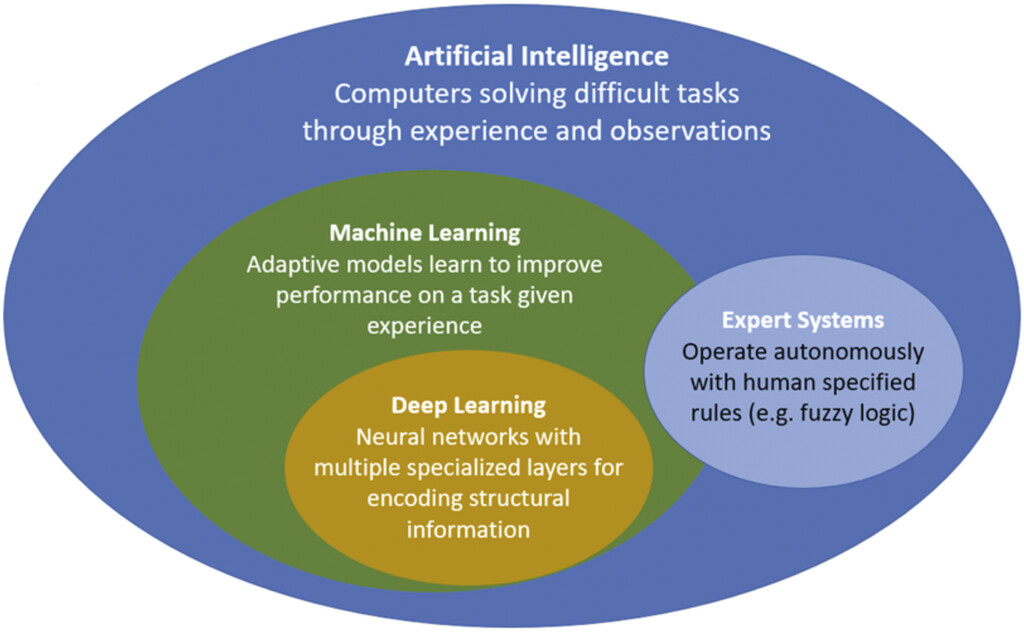 Artificial Intelligence
Computers solving difficult tasks
through experience and observations
Machine Learning
Adaptive models learn to improve
performance on a task given
experience
Expert Systems
Operate autonomously
with human specified
rules (e.g. fuzzy logic)
Deep Learning
Neural networks with
multiple specialized layers for
encoding structural
information